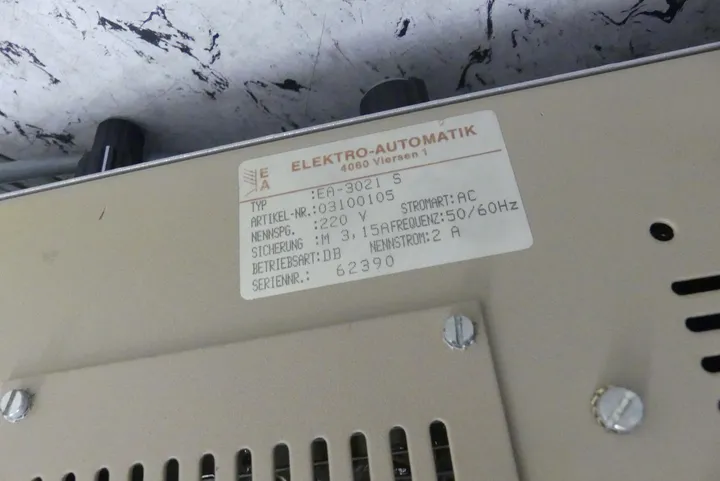 EA ELEKTRO-AUTOMATIK
4060 Viersen 1
TYP :EA-3021 S
ARTIKEL-NR.:03100105
NENNSPG. :220 V STROMART:AC
SICHERUNG :M 3,15A FREQUENZ:50/60Hz
BETRIEBSART:DB NENNSTROM:2 A
SERIENNR.: 62390